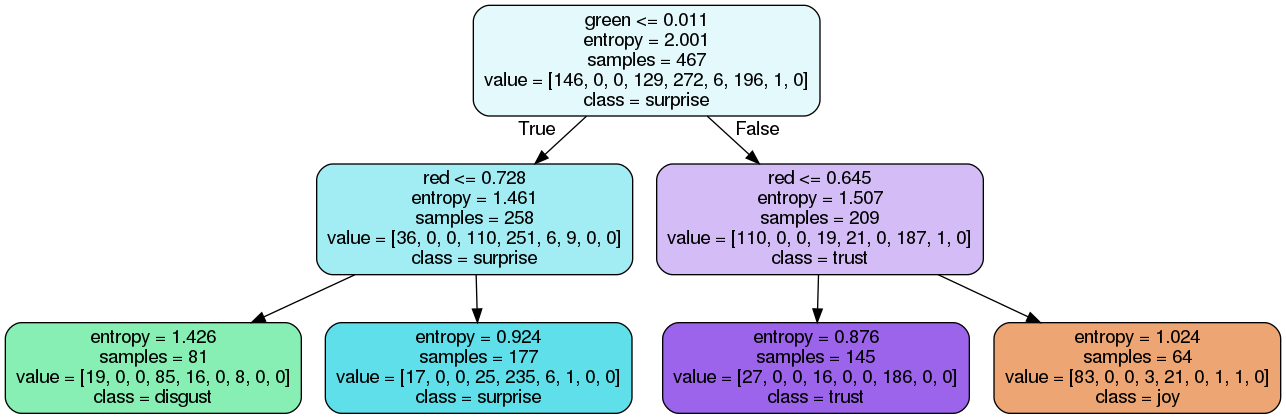 green <= 0.011
entropy = 2.001
samples = 467
value = [146, 0, 0, 129, 272, 6, 196, 1, 0]
class = surprise
True
False
red <= 0.728
entropy = 1.461
samples = 258
value = [36, 0, 0, 110, 251, 6, 9, 0, 0]
class = surprise
red <= 0.645
entropy = 1.507
samples = 209
value = [110, 0, 0, 19, 21, 0, 187, 1, 0]
class = trust
entropy = 1.426
samples = 81
value = [19, 0, 0, 85, 16, 0, 8, 0, 0]
class = disgust
entropy = 0.924
samples = 177
value = [17, 0, 0, 25, 235, 6, 1, 0, 0]
class = surprise
entropy = 0.876
samples = 145
value = [27, 0, 0, 16, 0, 0, 186, 0, 0]
class = trust
entropy = 1.024
samples = 64
value = [83, 0, 0, 3, 21, 0, 1, 1, 0]
class = joy